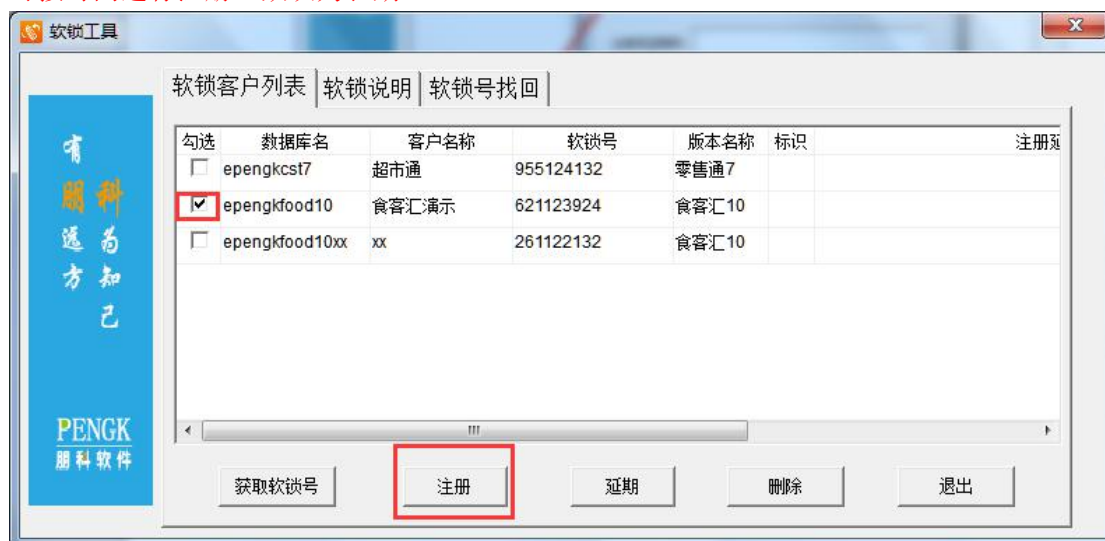 软锁工具
软锁客户列表 软锁说明 软锁号找回
勾选 数据库名 客户名称 软锁号 版本名称 标识 注册延
epengkcst7 超市通 955124132 零售通7
epengkfood10 食客汇演示 621123924 食客汇10
epengkfood10xx xx 261122132 食客汇10
有
朋科
远为
方知
己
PENGK
朋科软件
获取软锁号 注册 延期 删除 退出